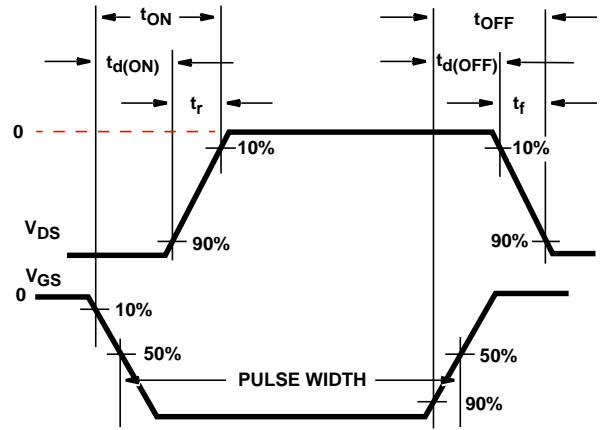 tON
tOFF
td(ON)
td(OFF)
tr
tf
0
10%
10%
VDS
90%
90%
VGS
0
10%
50%
50%
PULSE WIDTH
90%